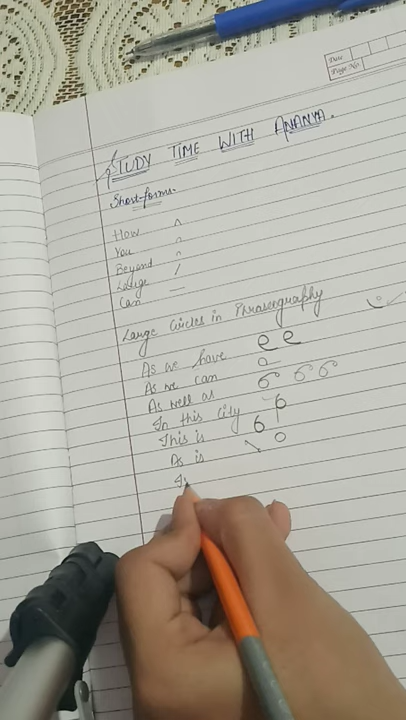 Date
Page No.
STUDY TIME WITH ANANYA.
Short-forms-
How
You
Beyond
Large
Can
Large Circles in Phraseography
As we have
As we can
As well as
In this city
This is
As is